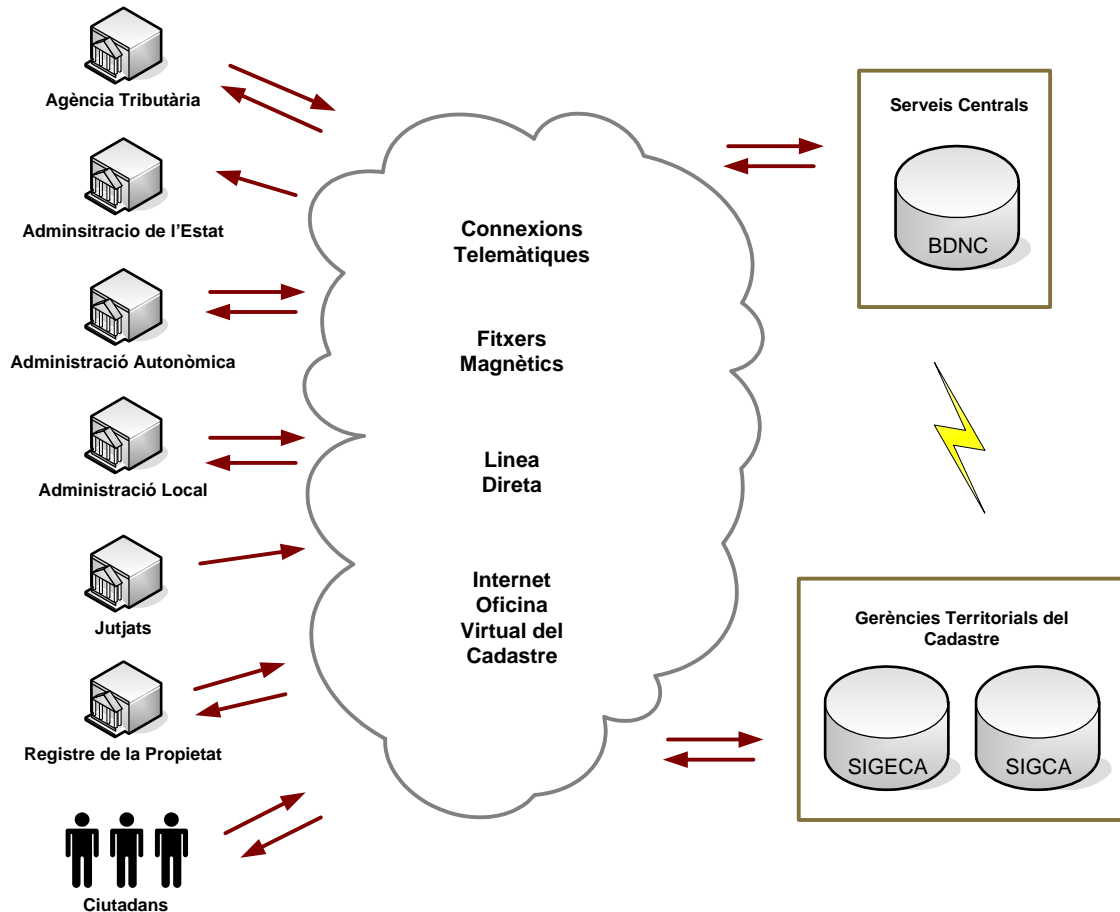 Agència Tributària
Adminsitracio de l'Estat
Administració Autonòmica
Administració Local
Jutjats
Registre de la Propietat
Ciutadans
Connexions
Telemàtiques
Fitxers
Magnètics
Linea
Direta
Internet
Oficina
Virtual del
Cadastre
Serveis Centrals
BDNC
Gerències Territorials del
Cadastre
SIGECA
SIGCA